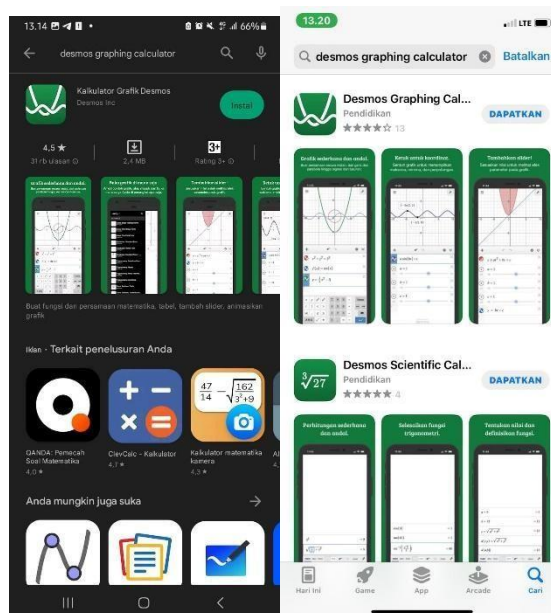 13.14
66%
desmos graphing calculator
Kalkulator Grafik Desmos
Desmos Inc
Instal
4,5 ★
31 rb ulasan
2,4 MB
3+
Rating 3+
Buat fungsi dan persamaan matematika, tabel, tambah slider, animasikan
grafik
Iklan · Terkait penelusuran Anda
QANDA: Pemecah
Soal Matematika
4,0 ★
ClevCalc - Kalkulator
4,7 ★
Kalkulator matematika
kamera
4,3 ★
Anda mungkin juga suka
13.20
LTE
desmos graphing calculator
Batalkan
Desmos Graphing Cal...
Pendidikan
13
DAPATKAN
Grafik sederhana dan andal.
Ketuk untuk koordinat.
Tambahkan slider!
Desmos Scientific Cal...
Pendidikan
4
DAPATKAN
Perhitungan sederhana
dan andal.
Selesaikan fungsi
trigonometri.
Tentukan nilai dan
definisikan fungsi.
Hari Ini
Game
App
Arcade
Cari